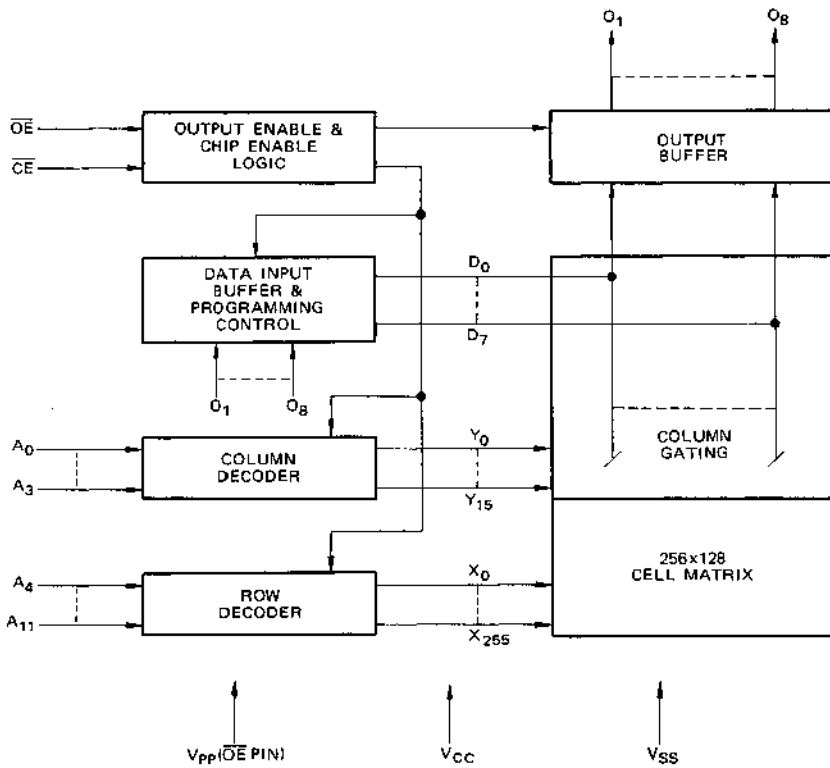 O1 O8
OE
CE
OUTPUT ENABLE &
CHIP ENABLE
LOGIC
OUTPUT
BUFFER
DATA INPUT
BUFFER &
PROGRAMMING
CONTROL
D0
D7
O1 O8
A0
A3
COLUMN
DECODER
Y0
Y15
COLUMN
GATING
A4
A11
ROW
DECODER
X0
X255
256x128
CELL MATRIX
VPP(OE PIN) VCC VSS